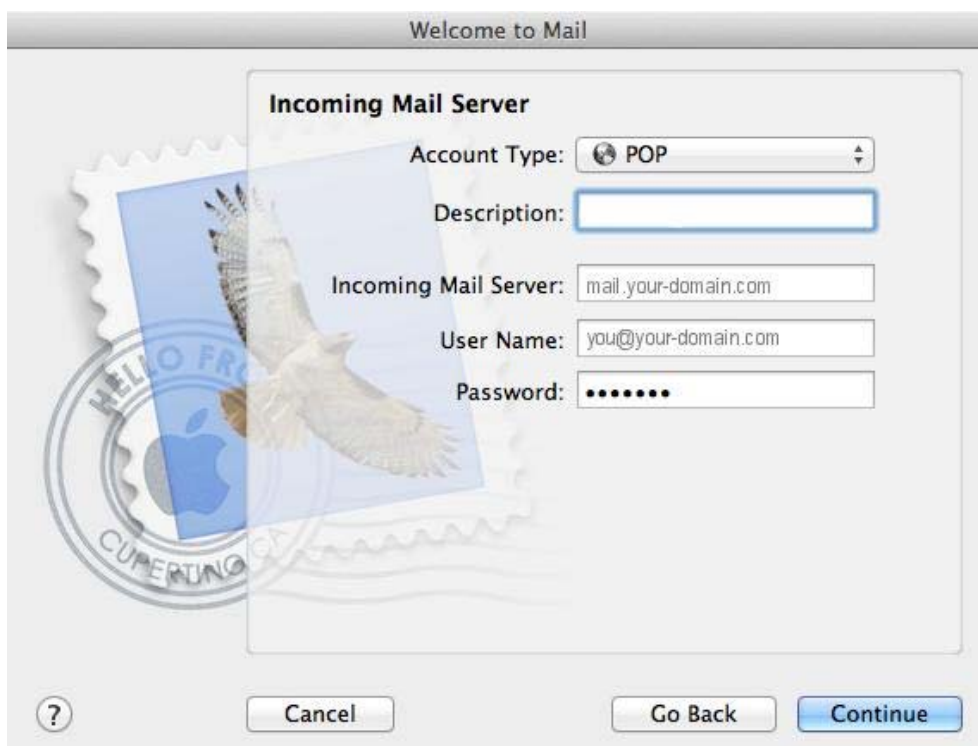 Welcome to Mail
Incoming Mail Server
Account Type: POP
Description:
Incoming Mail Server: mail.your-domain.com
User Name: you@your-domain.com
Password: •••••••
HELLO FRO
CUPERTINO CA
? Cancel Go Back Continue